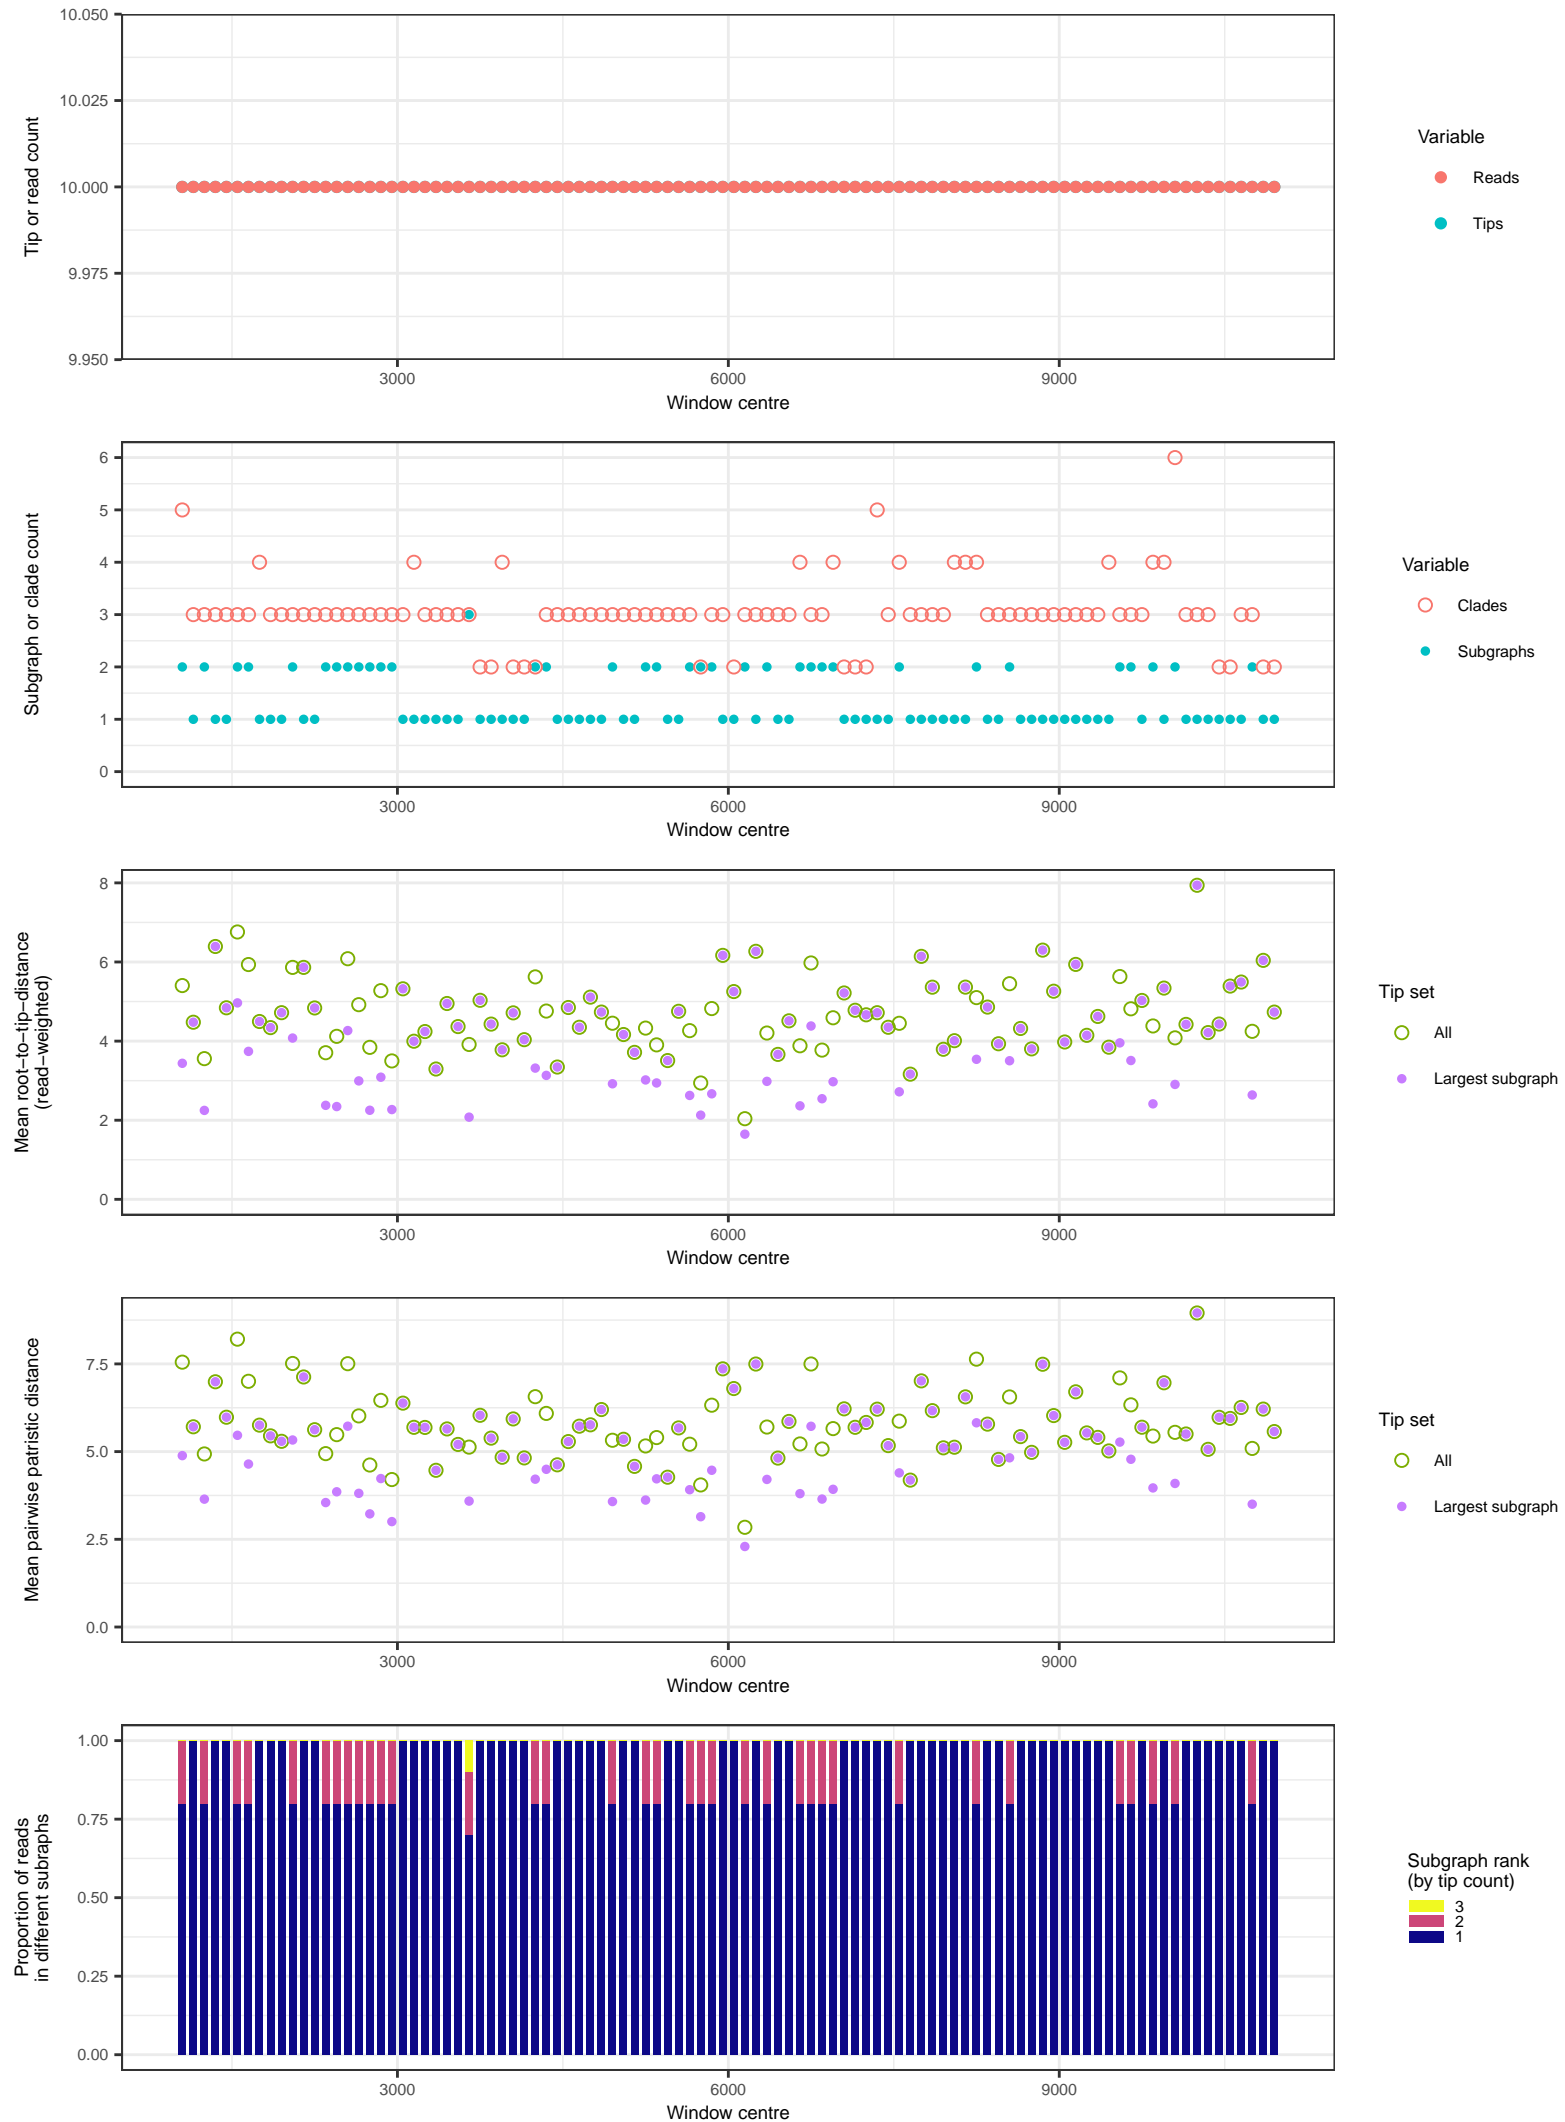 10.050
10.025
10.000
9.975
9.950
Tip or read count
3000 6000 9000
Window centre
Variable
Reads
Tips
6
5
4
3
2
1
0
Subgraph or clade count
3000 6000 9000
Window centre
Variable
Clades
Subgraphs
8
6
4
2
0
Mean root−to−tip−distance
(read−weighted)
3000 6000 9000
Window centre
Tip set
All
Largest subgraph
7.5
5.0
2.5
0.0
Mean pairwise patristic distance
3000 6000 9000
Window centre
Tip set
All
Largest subgraph
1.00
0.75
0.50
0.25
0.00
Proportion of reads
in different subraphs
3000 6000 9000
Window centre
Subgraph rank
(by tip count)
3
2
1